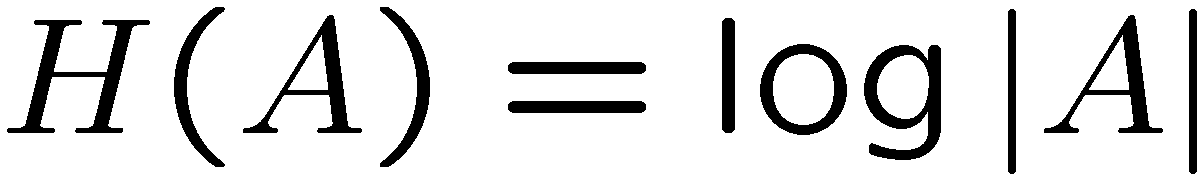 H(A) = log |A|